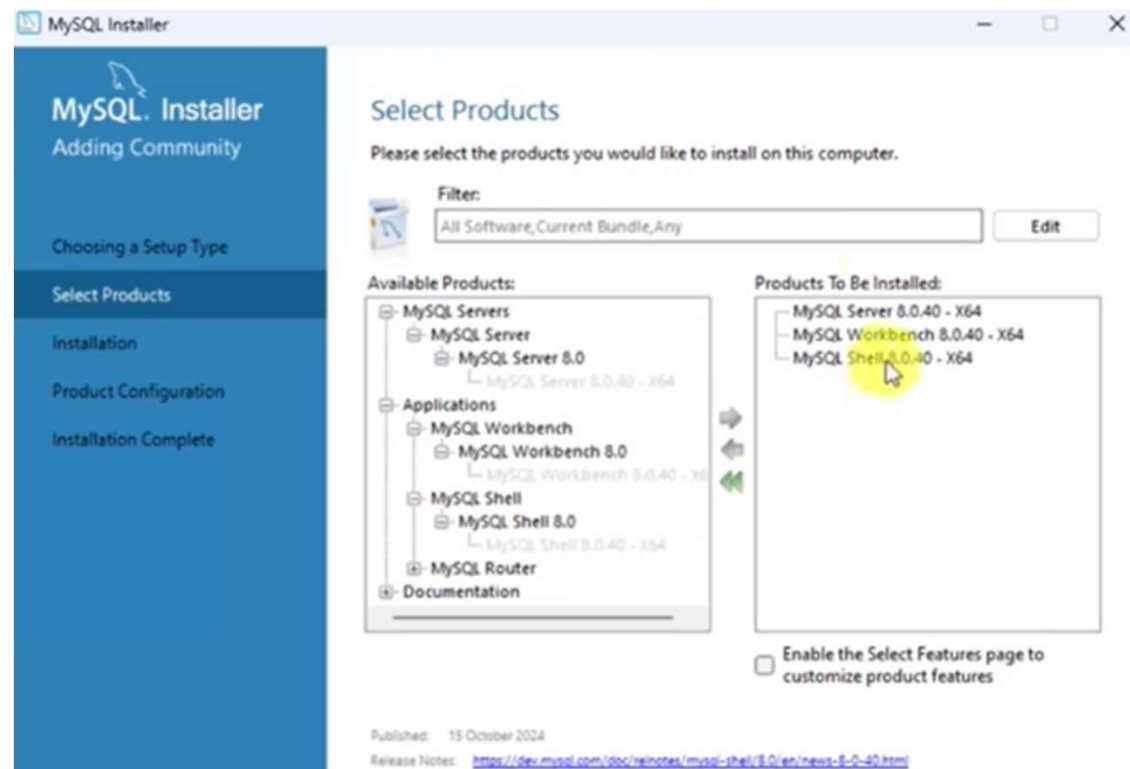 MySQL Installer
MySQL. Installer
Adding Community
Choosing a Setup Type
Select Products
Installation
Product Configuration
Installation Complete
Select Products
Please select the products you would like to install on this computer.
Filter:
All Software,Current Bundle,Any
Edit
Available Products:
MySQL Servers
MySQL Server
MySQL Server 8.0
MySQL Server 8.0.40 - X64
Applications
MySQL Workbench
MySQL Workbench 8.0
MySQL Workbench 8.0.40 - X6
MySQL Shell
MySQL Shell 8.0
MySQL Shell 8.0.40 - X64
MySQL Router
Documentation
Products To Be Installed:
MySQL Server 8.0.40 - X64
MySQL Workbench 8.0.40 - X64
MySQL Shell 8.0.40 - X64
Enable the Select Features page to
customize product features
Published: 15 October 2024
Release Notes: https://dev.mysql.com/doc/relnotes/mysql-shell/8.0/en/news-8-0-40.html